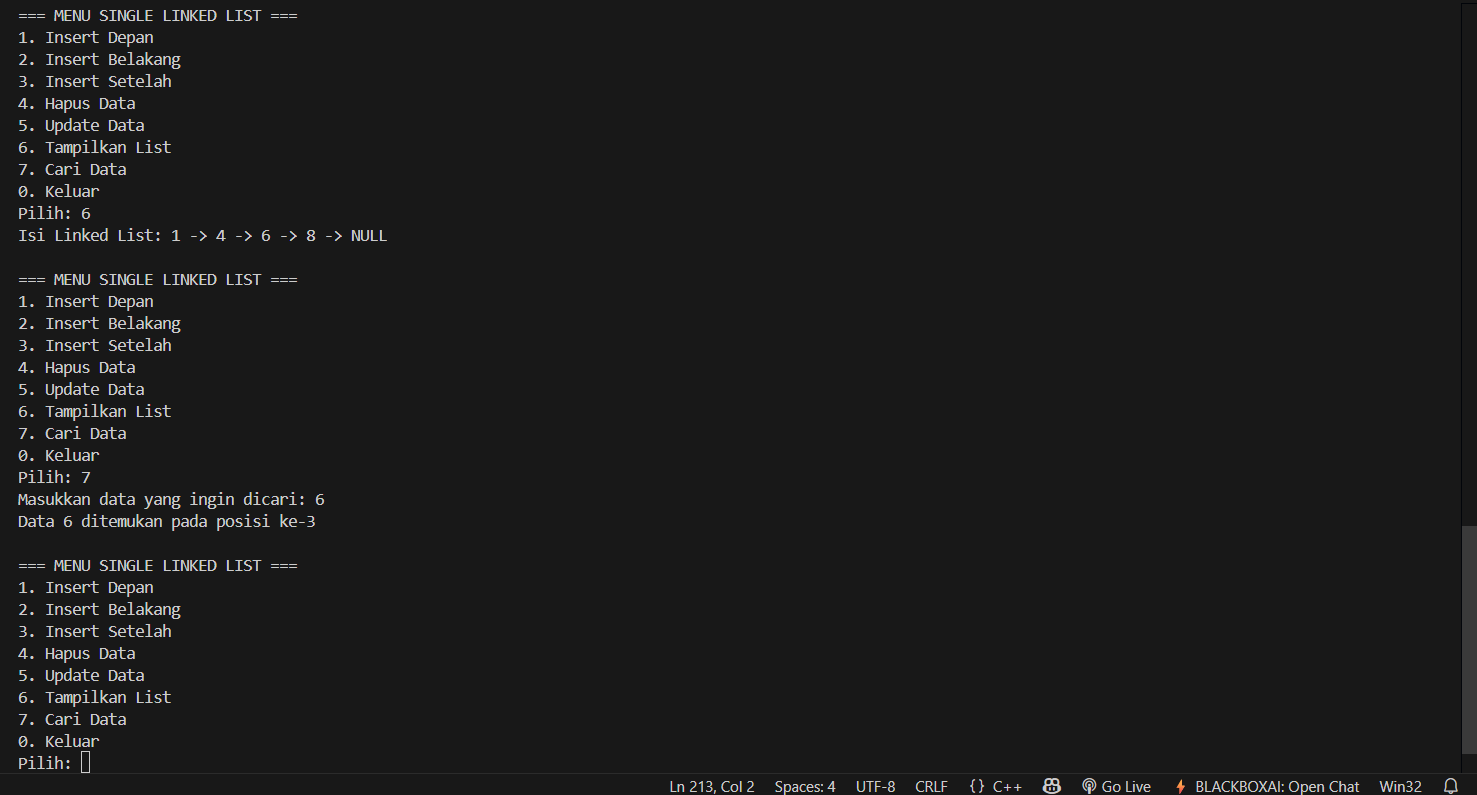 === MENU SINGLE LINKED LIST ===
1. Insert Depan
2. Insert Belakang
3. Insert Setelah
4. Hapus Data
5. Update Data
6. Tampilkan List
7. Cari Data
0. Keluar
Pilih: 6
Isi Linked List: 1 -> 4 -> 6 -> 8 -> NULL
=== MENU SINGLE LINKED LIST ===
1. Insert Depan
2. Insert Belakang
3. Insert Setelah
4. Hapus Data
5. Update Data
6. Tampilkan List
7. Cari Data
0. Keluar
Pilih: 7
Masukkan data yang ingin dicari: 6
Data 6 ditemukan pada posisi ke-3
=== MENU SINGLE LINKED LIST ===
1. Insert Depan
2. Insert Belakang
3. Insert Setelah
4. Hapus Data
5. Update Data
6. Tampilkan List
7. Cari Data
0. Keluar
Pilih:
Ln 213, Col 2 Spaces: 4 UTF-8 CRLF {} C++ Go Live BLACKBOXAI: Open Chat Win32